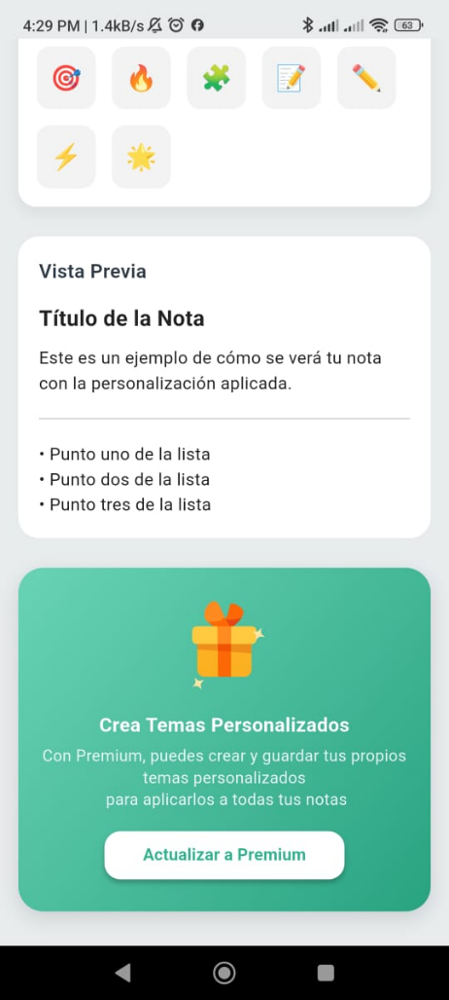 4:29 PM | 1.4kB/s
63
Vista Previa
Título de la Nota
Este es un ejemplo de cómo se verá tu nota
con la personalización aplicada.
• Punto uno de la lista
• Punto dos de la lista
• Punto tres de la lista
Crea Temas Personalizados
Con Premium, puedes crear y guardar tus propios
temas personalizados
para aplicarlos a todas tus notas
Actualizar a Premium